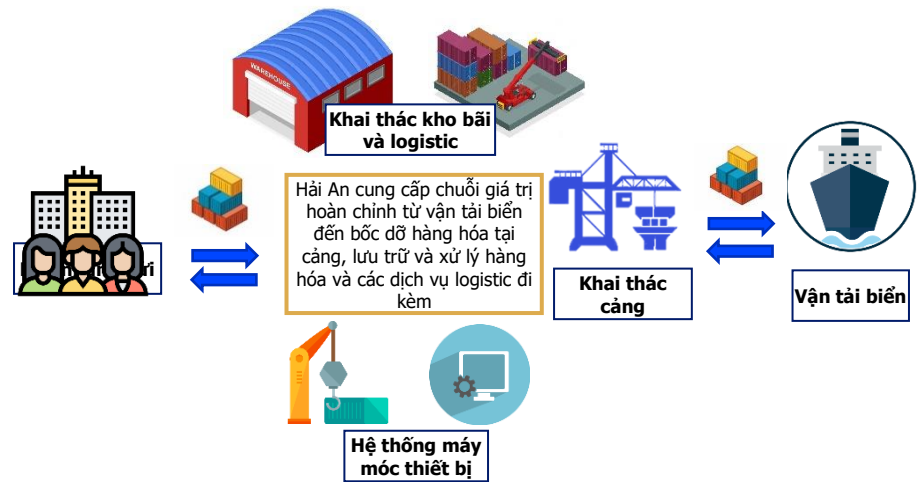 WAREHOUSE
Khai thác kho bãi
và logistic
Hải An cung cấp chuỗi giá trị
hoàn chỉnh từ vận tải biển
đến bốc dỡ hàng hóa tại
cảng, lưu trữ và xử lý hàng
hóa và các dịch vụ logistic đi
kèm
Khai thác
cảng
Vận tải biển
Hệ thống máy
móc thiết bị